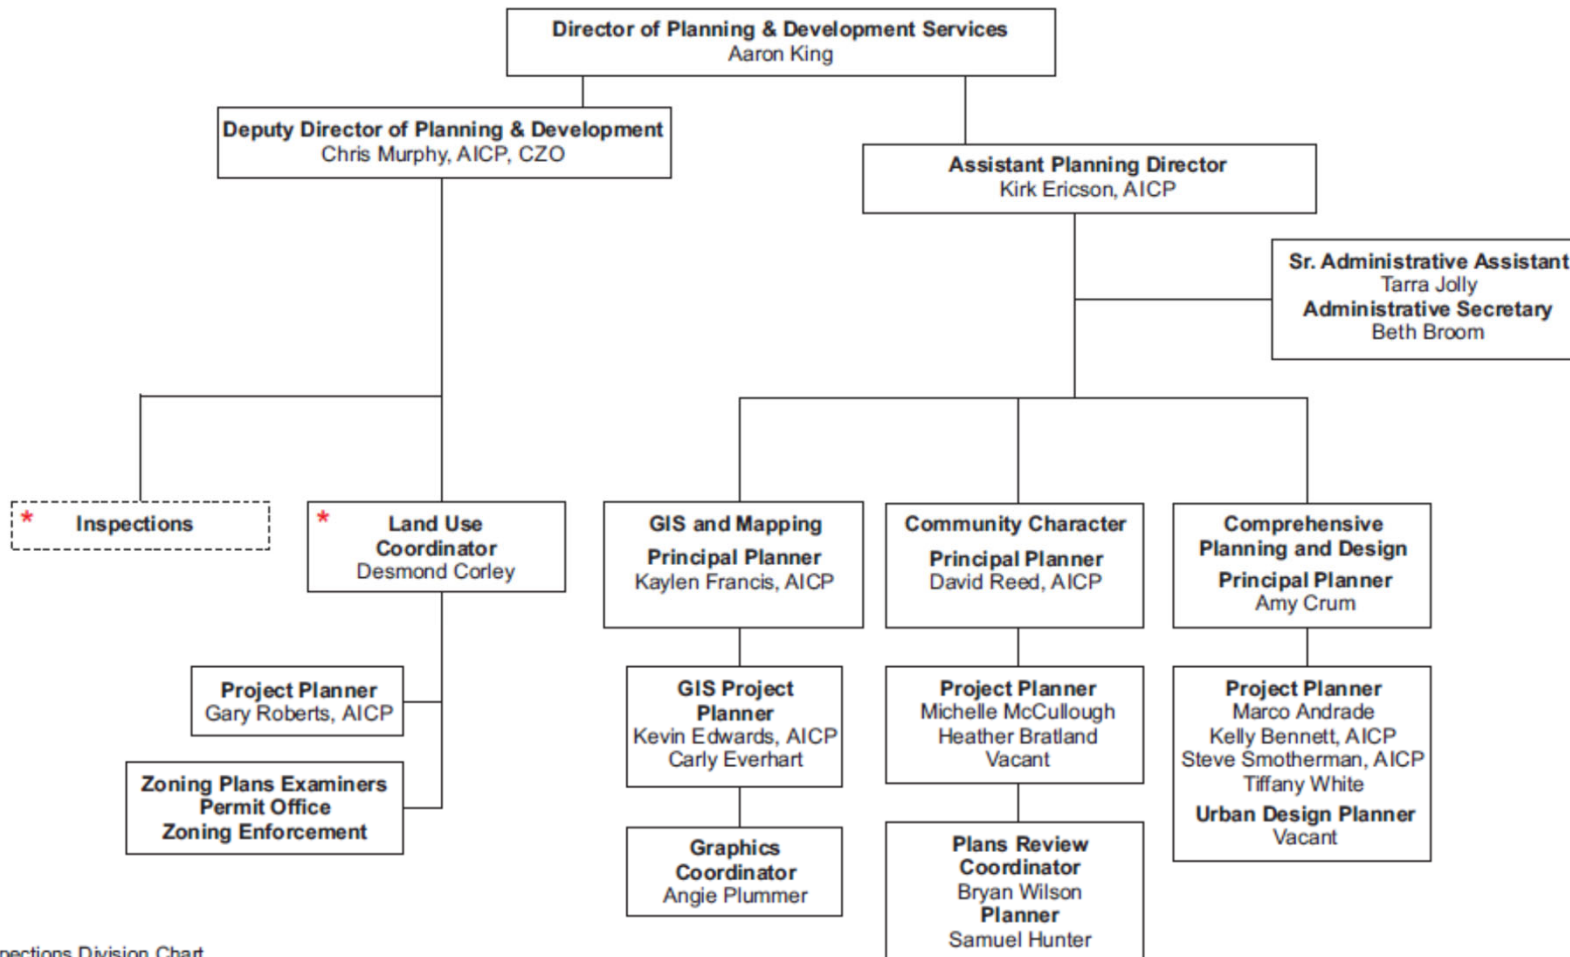 Director of Planning & Development Services
Aaron King
Deputy Director of Planning & Development
Chris Murphy, AICP, CZO
Assistant Planning Director
Kirk Ericson, AICP
Sr. Administrative Assistant
Tarra Jolly
Administrative Secretary
Beth Broom
* Inspections
* Land Use
Coordinator
Desmond Corley
Project Planner
Gary Roberts, AICP
Zoning Plans Examiners
Permit Office
Zoning Enforcement
GIS and Mapping
Principal Planner
Kaylen Francis, AICP
GIS Project
Planner
Kevin Edwards, AICP
Carly Everhart
Graphics
Coordinator
Angie Plummer
Community Character
Principal Planner
David Reed, AICP
Project Planner
Michelle McCullough
Heather Bratland
Vacant
Plans Review
Coordinator
Bryan Wilson
Planner
Samuel Hunter
Comprehensive
Planning and Design
Principal Planner
Amy Crum
Project Planner
Marco Andrade
Kelly Bennett, AICP
Steve Smotherman, AICP
Tiffany White
Urban Design Planner
Vacant
Division Chart